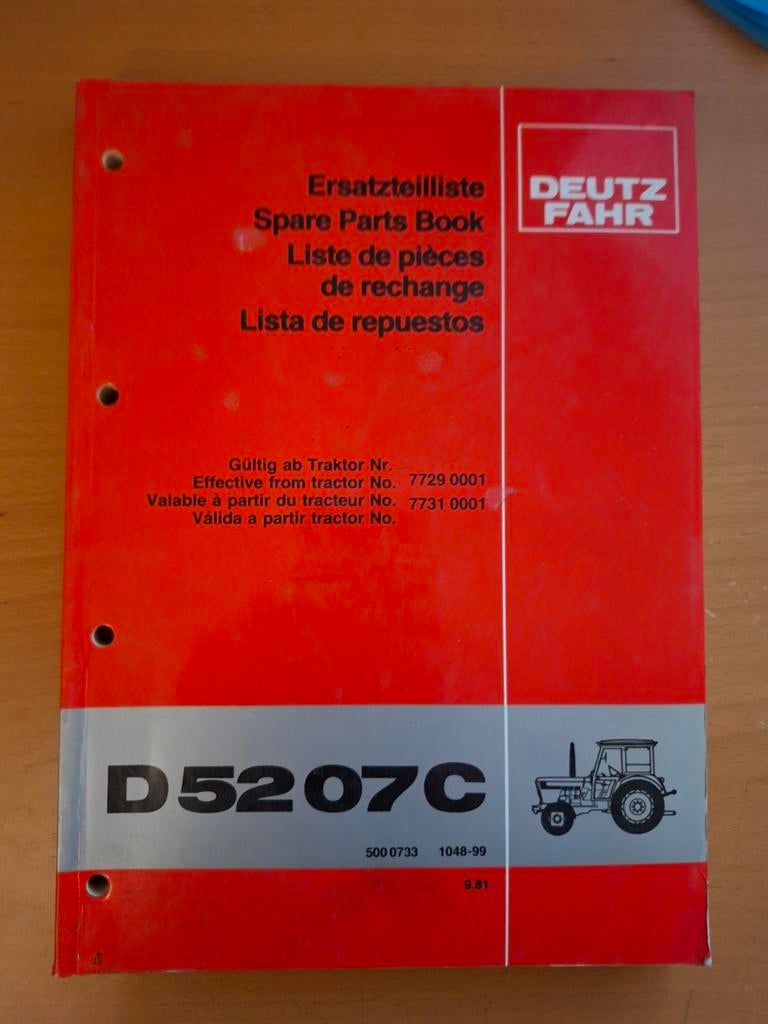 DEUTZ
FAHR
Ersatzteilliste
Spare Parts Book
Liste de pièces
de rechange
Lista de repuestos
Gültig ab Traktor Nr.
Effective from tractor No. 7729 0001
Valable à partir du tracteur No. 7731 0001
Válida a partir tractor No.
D 52 07 C
500 0733 1048-99
9.81